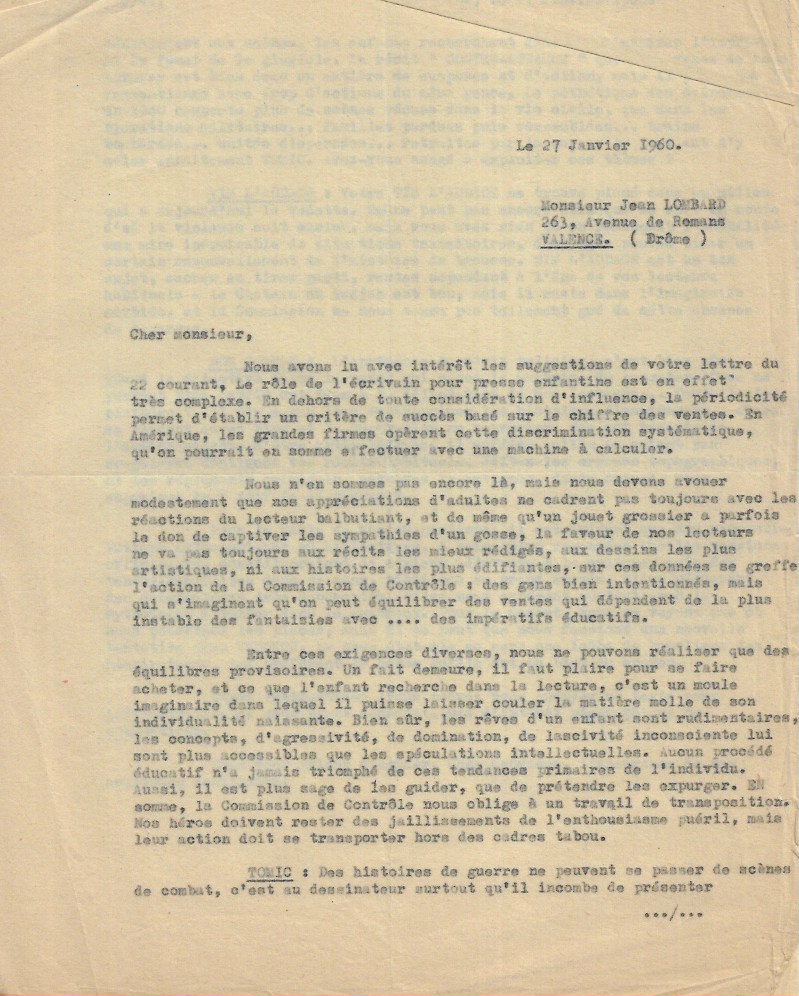 Le 27 Janvier 1960.
Monsieur Jean LOMBARD
263, Avenue de Romans
VALENCE. ( Drôme )
Cher monsieur,
Nous avons lu avec intérêt les suggestions de votre lettre du
22 courant, Le rôle de l'écrivain pour presse enfantine est en effet
très complexe. En dehors de toute considération d'influence, la périodicité
permet d'établir un critère de succès basé sur le chiffre des ventes. En
Amérique, les grandes firmes opèrent cette discrimination systématique,
qu'on pourrait en somme effectuer avec une machine à calculer.
Nous n'en sommes pas encore là, mais nous devons avouer
modestement que nos appréciations d'adultes ne cadrent pas toujours avec les
réactions du lecteur balbutiant, et de même qu'un jouet grossier a parfois
le don de captiver les sympathies d'un gosse, la faveur de nos lecteurs
ne va pas toujours aux récits les mieux rédigés, aux dessins les plus
artistiques, ni aux histoires les plus édifiantes, sur ces données se greffe
l'action de la Commission de Contrôle : des gens bien intentionnés, mais
qui s'imaginent qu'on peut équilibrer des ventes qui dépendent de la plus
instable des fantaisies avec .... des impératifs éducatifs.
Entre ces exigences diverses, nous ne pouvons réaliser que des
équilibres provisoires. Un fait demeure, il faut plaire pour se faire
acheter, et ce que l'enfant recherche dans la lecture, c'est un moule
imaginaire dans lequel il puisse laisser couler la matière molle de son
individualité naissante. Bien sûr, les rêves d'un enfant sont rudimentaires,
les concepts, d'agressivité, de domination, de lascivité inconsciente lui
sont plus accessibles que les spéculations intellectuelles. Aucun procédé
éducatif n'a jamais triomphé de ces tendances primaires de l'individu.
Aussi, il est plus sage de les guider, que de prétendre les expurger. EN
somme, la Commission de Contrôle nous oblige à un travail de transposition.
Nos héros doivent rester des jaillissements de l'enthousiasme puéril, mais
leur action doit se transporter hors des cadres tabou.
TOMIC : Des histoires de guerre ne peuvent se passer de scènes
de combat, c'est au dessinateur surtout qu'il incombe de présenter
.../...